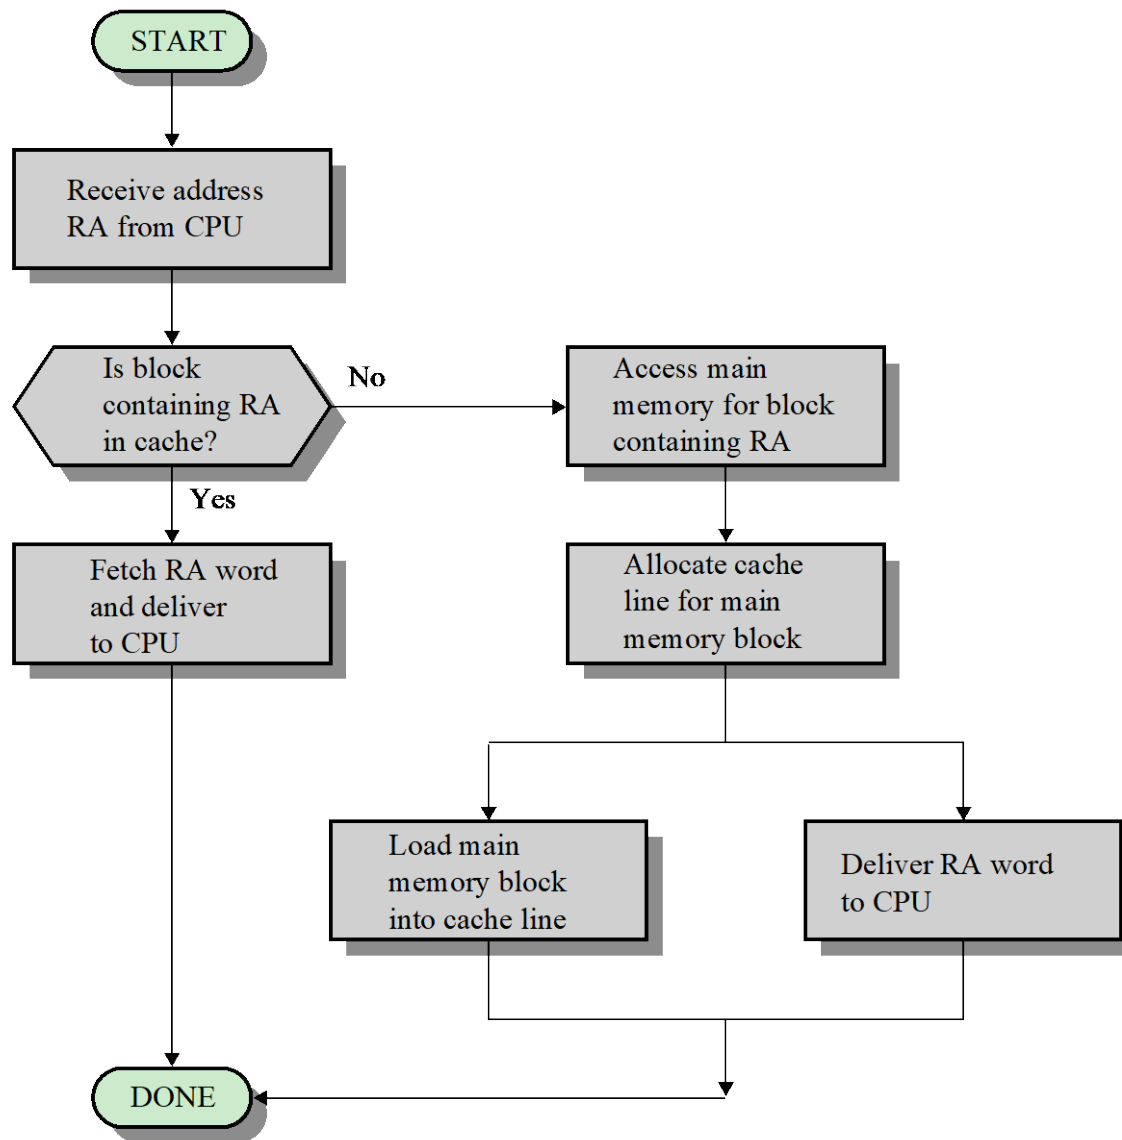 START
Receive address
RA from CPU
Is block
containing RA
in cache?
No
Access main
memory for block
containing RA
Yes
Fetch RA word
and deliver
to CPU
Allocate cache
line for main
memory block
Load main
memory block
into cache line
Deliver RA word
to CPU
DONE